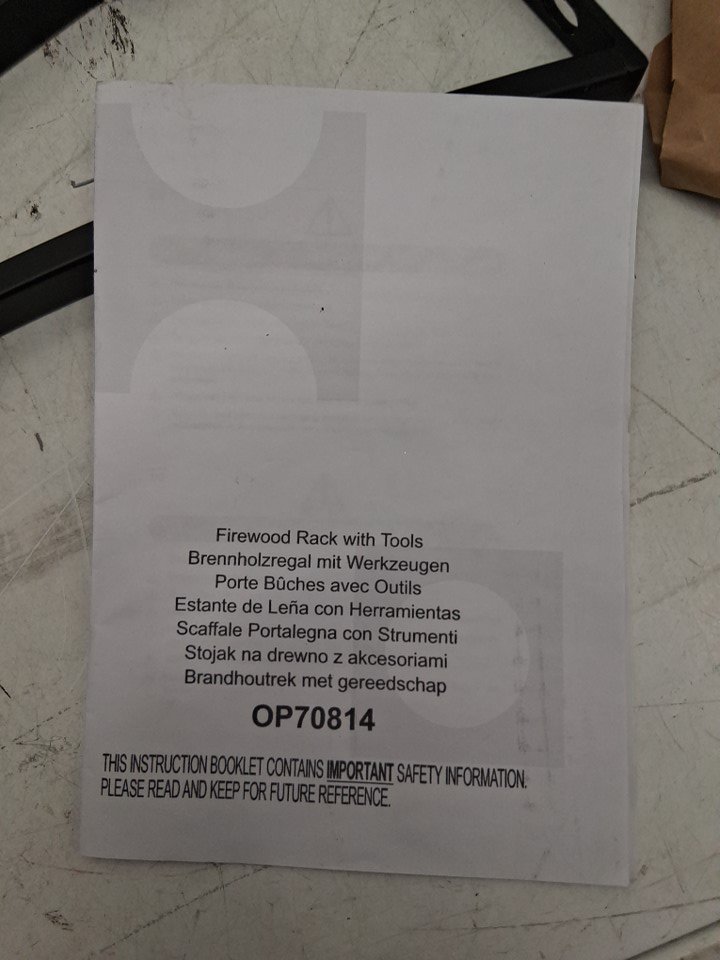 Firewood Rack with Tools
Brennholzregal mit Werkzeugen
Porte Bûches avec Outils
Estante de Leña con Herramientas
Scaffale Portalegna con Strumenti
Stojak na drewno z akcesoriami
Brandhoutrek met gereedschap
OP70814
THIS INSTRUCTION BOOKLET CONTAINS IMPORTANT SAFETY INFORMATION.
PLEASE READ AND KEEP FOR FUTURE REFERENCE.